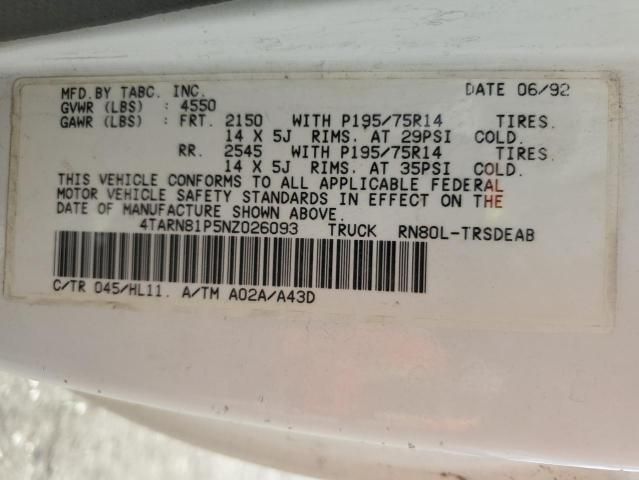 MFD. BY TABC. INC. DATE 06/92
GVWR (LBS) : 4550
GAWR (LBS) : FRT. 2150 WITH P195/75R14 TIRES.
14 X 5J RIMS. AT 29PSI COLD.
RR. 2545 WITH P195/75R14 TIRES.
14 X 5J RIMS. AT 35PSI COLD.
THIS VEHICLE CONFORMS TO ALL APPLICABLE FEDERAL
MOTOR VEHICLE SAFETY STANDARDS IN EFFECT ON THE
DATE OF MANUFACTURE SHOWN ABOVE.
4TARN81P5NZ026093 TRUCK RN80L-TRSDEAB
C/TR 045/HL11. A/TM A02A/A43D